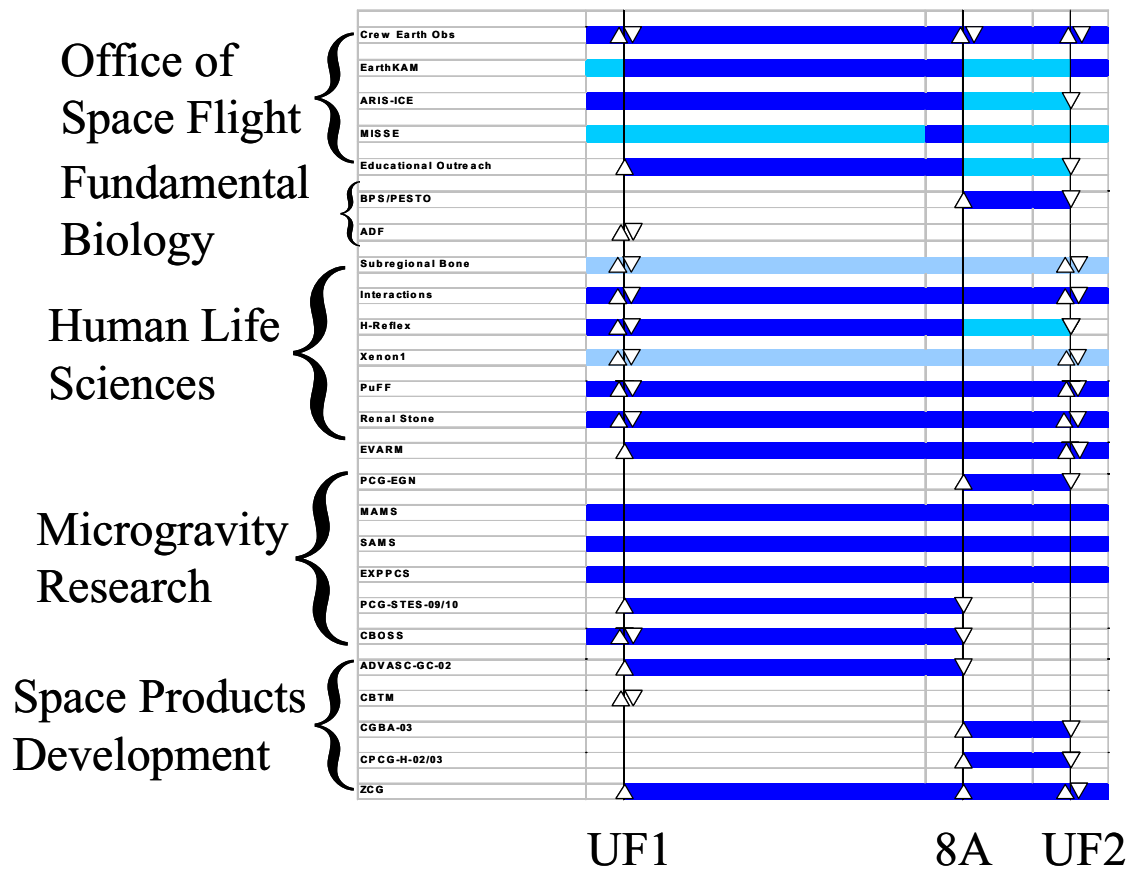 Office of
Space Flight
Crew Earth Obs
EarthKAM
ARIS-ICE
MISSE
Educational Outreach
Fundamental
Biology
BPS/PESTO
ADF
Human Life
Sciences
Subregional Bone
Interactions
H-Reflex
Xenon1
PuFF
Renal Stone
EVARM
Microgravity
Research
PCG-EGN
MAMS
SAMS
EXPPCS
PCG-STES-09/10
CBOSS
Space Products
Development
ADVASC-GC-02
CBTM
CGBA-03
CPCG-H-02/03
ZCG
UF1 8A UF2